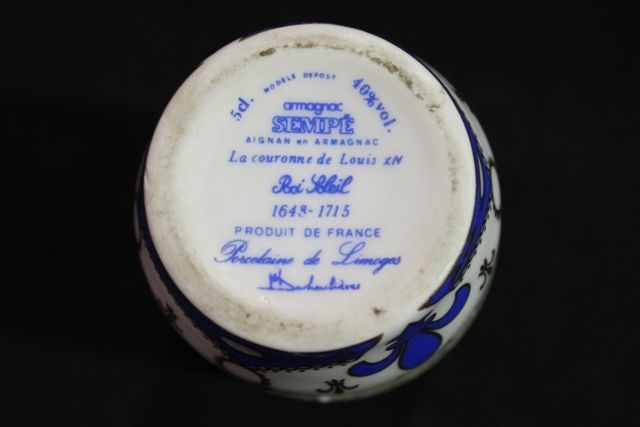 MODELE DEPOSE
5cl. 40% vol.
armagnac
SEMPÉ
AIGNAN en ARMAGNAC
La couronne de Louis XIV
Roi Soleil
1643-1715
PRODUIT DE FRANCE
Porcelaine de Limoges